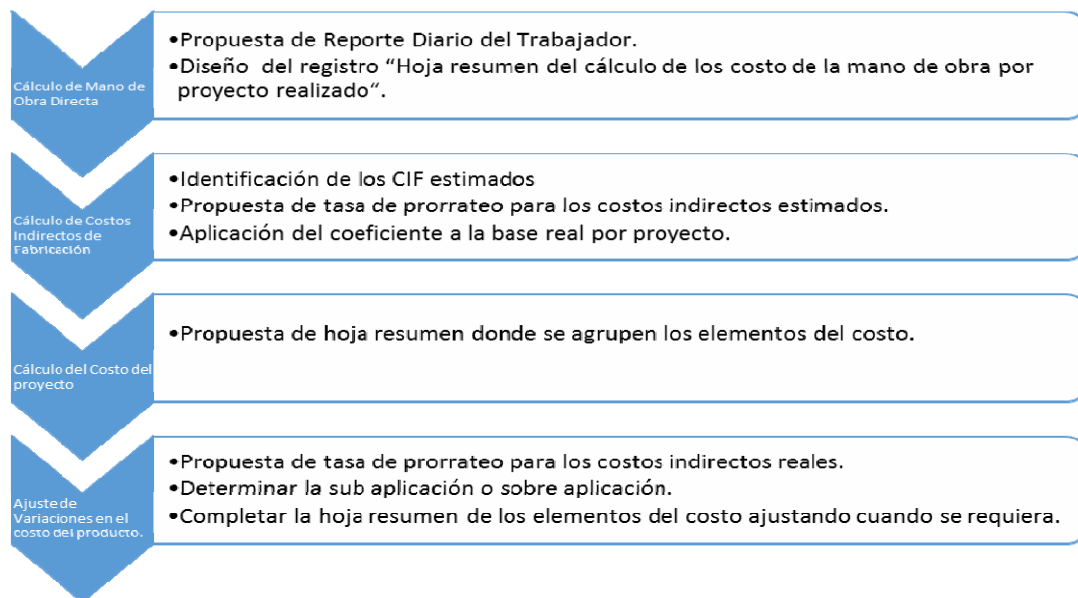 Cálculo de Mano de
Obra Directa
•Propuesta de Reporte Diario del Trabajador.
•Diseño del registro “Hoja resumen del cálculo de los costo de la mano de obra por
proyecto realizado“.
Cálculo de Costos
Indirectos de
Fabricación
•Identificación de los CIF estimados
•Propuesta de tasa de prorrateo para los costos indirectos estimados.
•Aplicación del coeficiente a la base real por proyecto.
Cálculo del Costo del
proyecto
•Propuesta de hoja resumen donde se agrupen los elementos del costo.
Ajuste de
Variaciones en el
costo del producto.
•Propuesta de tasa de prorrateo para los costos indirectos reales.
•Determinar la sub aplicación o sobre aplicación.
•Completar la hoja resumen de los elementos del costo ajustando cuando se requiera.